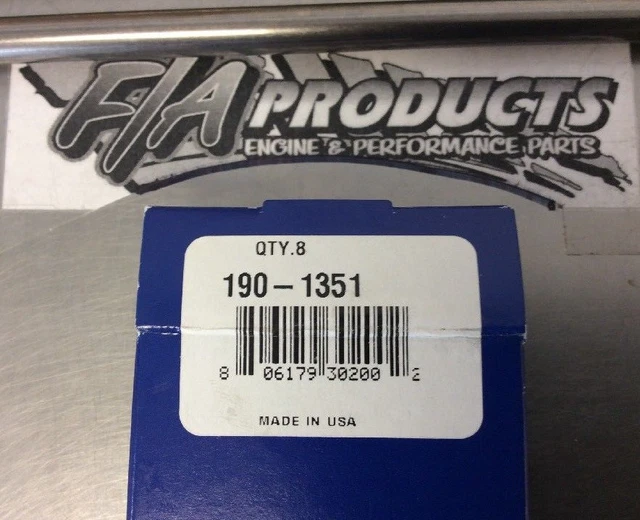 F/A PRODUCTS
ENGINE & PERFORMANCE PARTS
QTY.8
190-1351
8 06179 30200 2
MADE IN USA